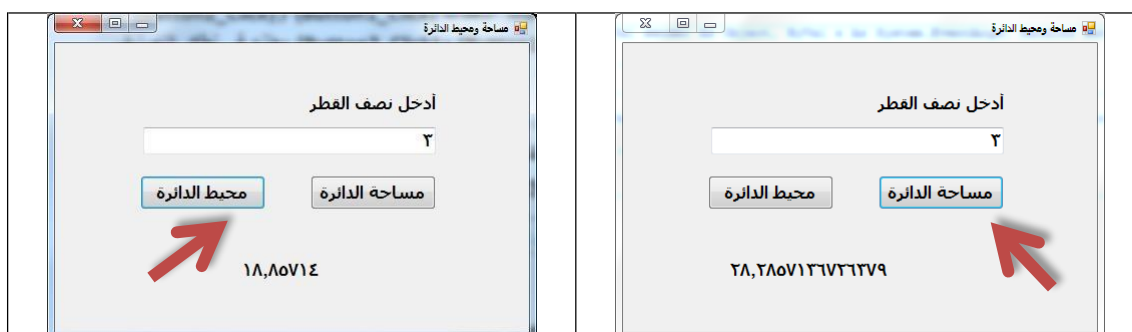 مساحة ومحيط الدائرة
أدخل نصف القطر
٣
مساحة الدائرة
محيط الدائرة
٢٨,٢٨٥٧١٣٦٧٢٦٣٧٩
مساحة ومحيط الدائرة
أدخل نصف القطر
٣
مساحة الدائرة
محيط الدائرة
١٨,٨٥٧١٤